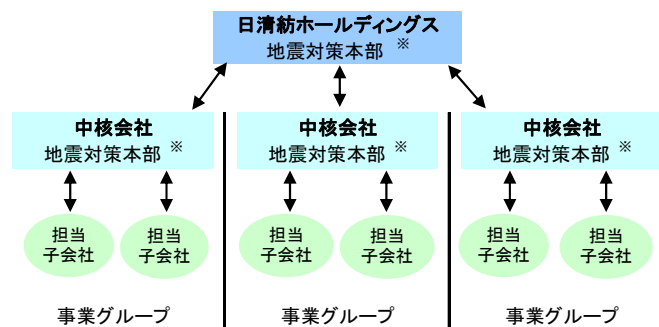 日清紡ホールディングス
地震対策本部 ※
中核会社
地震対策本部 ※
中核会社
地震対策本部 ※
中核会社
地震対策本部 ※
担当
子会社
担当
子会社
担当
子会社
担当
子会社
担当
子会社
担当
子会社
事業グループ
事業グループ
事業グループ